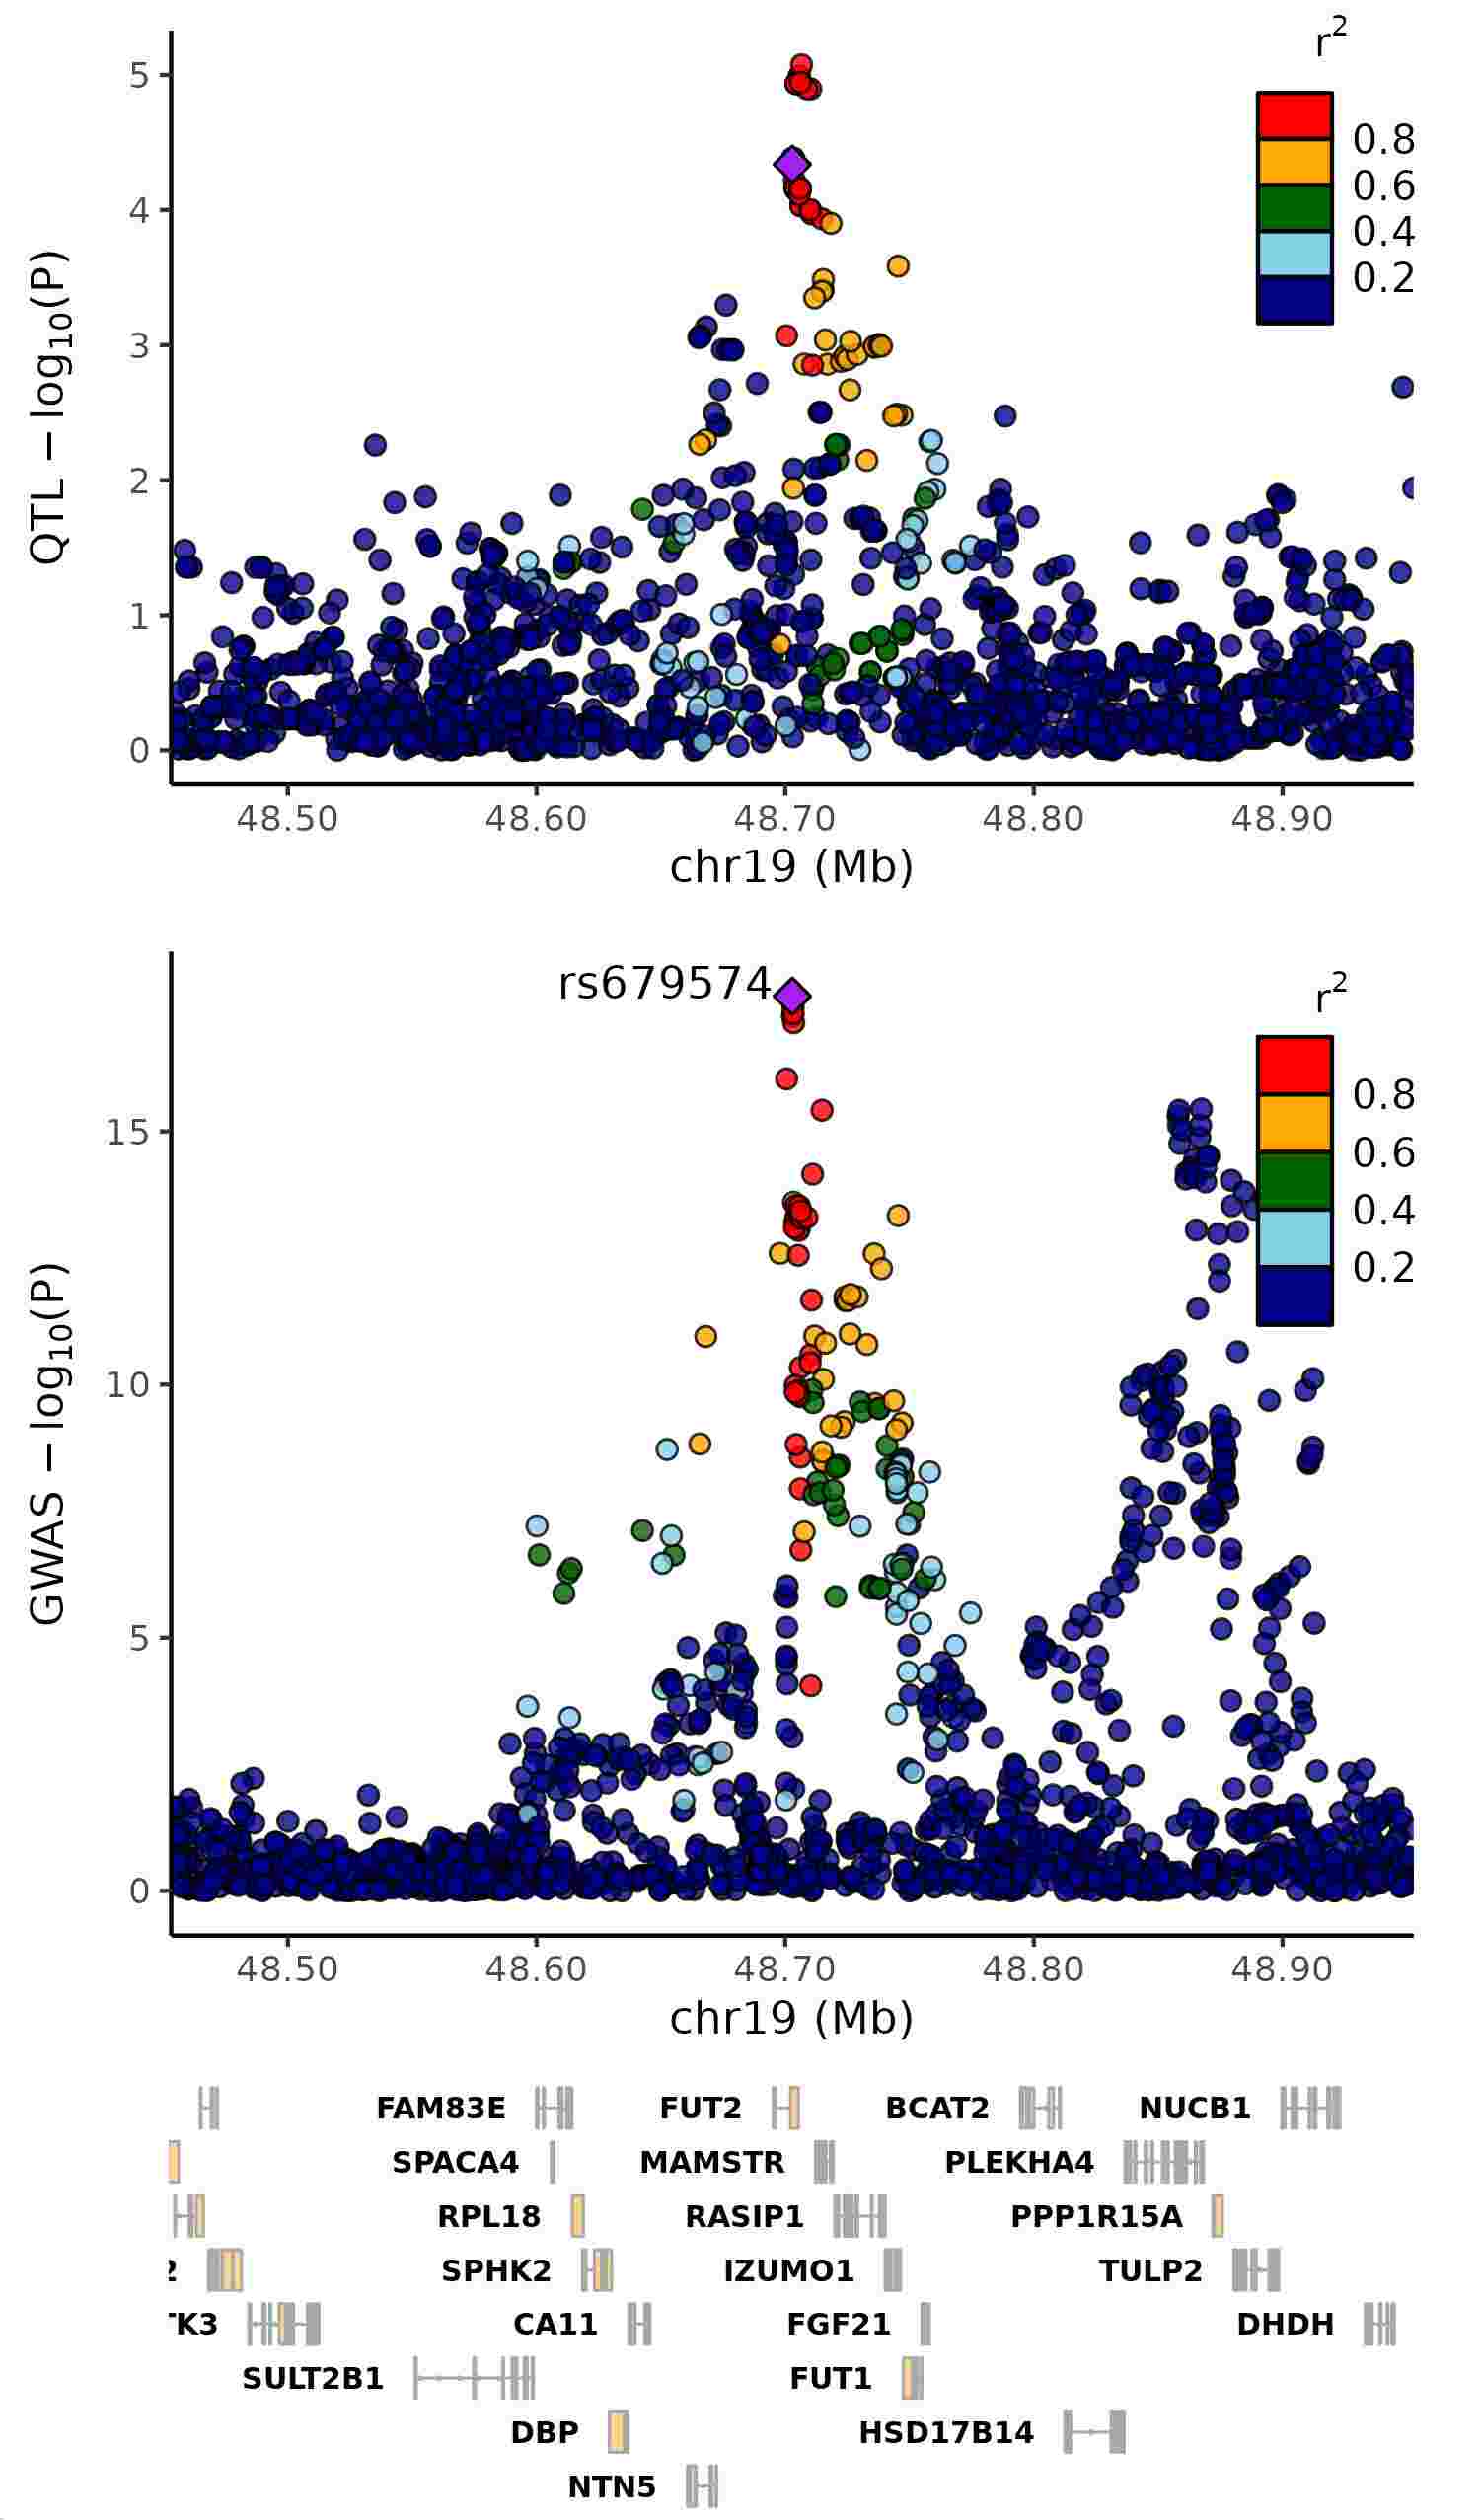 r²
5
4
3
2
1
0
QTL − log₁₀(P)
0.8
0.6
0.4
0.2
48.50 48.60 48.70 48.80 48.90
chr19 (Mb)
rs679574
r²
15
10
5
0
GWAS − log₁₀(P)
0.8
0.6
0.4
0.2
48.50 48.60 48.70 48.80 48.90
chr19 (Mb)
FAM83E FUT2 BCAT2 NUCB1
SPACA4 MAMSTR PLEKHA4
RPL18 RASIP1 PPP1R15A
2 SPHK2 IZUMO1 TULP2
TK3 CA11 FGF21 DHDH
SULT2B1 FUT1
DBP HSD17B14
NTN5